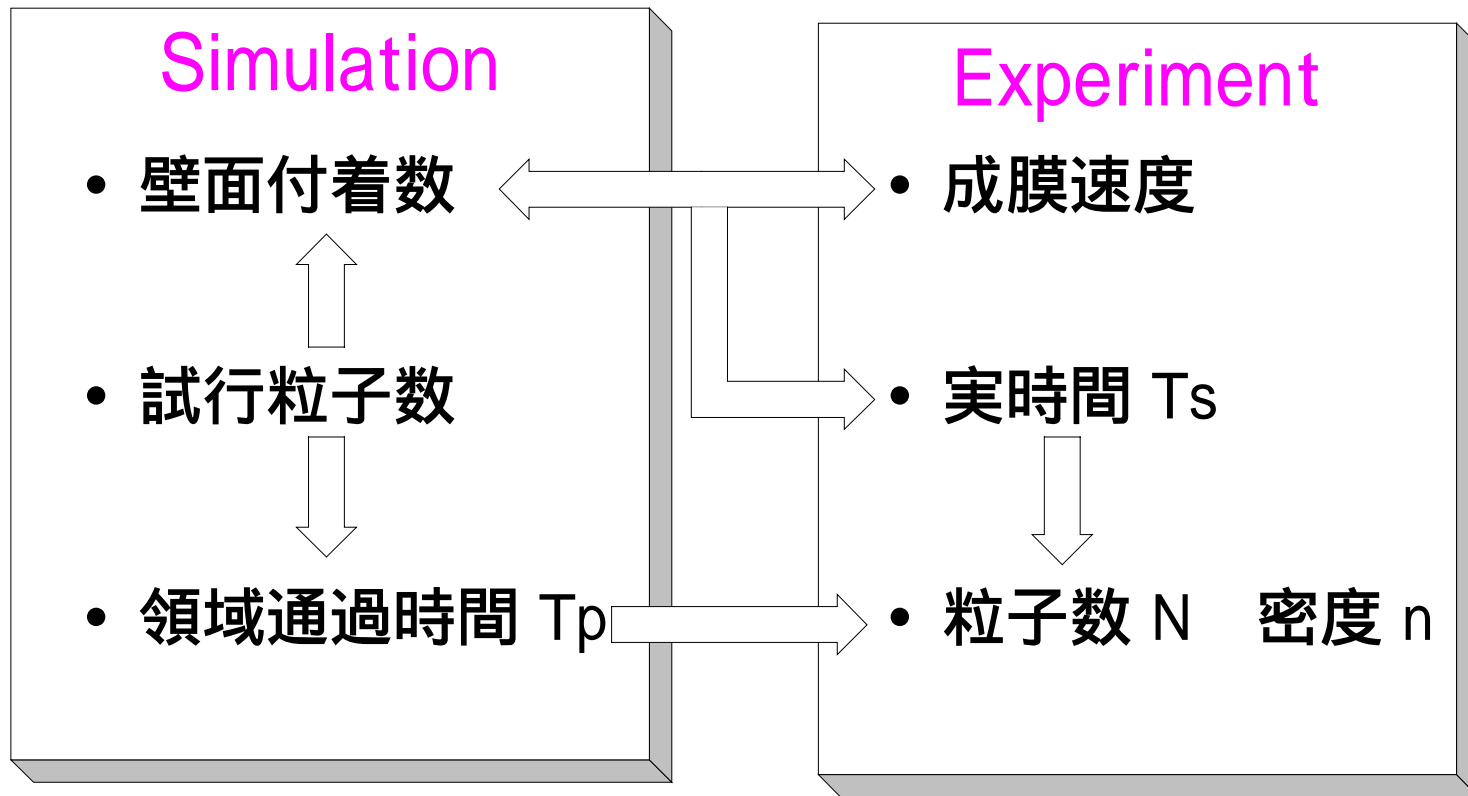 Simulation
• 壁面付着数
• 試行粒子数
• 領域通過時間 Tp
Experiment
• 成膜速度
• 実時間 Ts
• 粒子数 N　密度 n